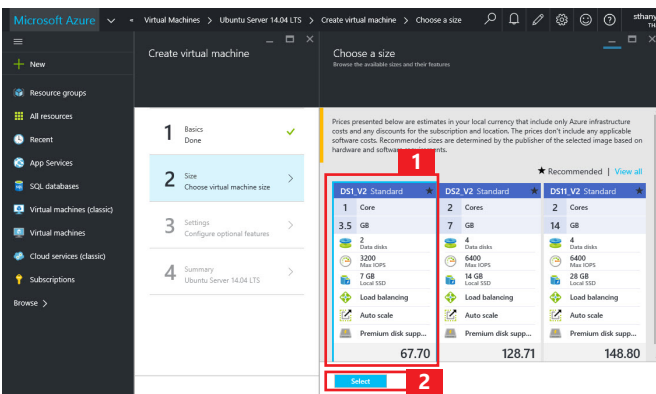 Microsoft Azure
Virtual Machines > Ubuntu Server 14.04 LTS > Create virtual machine > Choose a size
sthany
TH
New
Resource groups
All resources
Recent
App Services
SQL databases
Virtual machines (classic)
Virtual machines
Cloud services (classic)
Subscriptions
Browse >
Create virtual machine
1
Basics
Done
2
Size
Choose virtual machine size
3
Settings
Configure optional features
4
Summary
Ubuntu Server 14.04 LTS
Choose a size
Browse the available sizes and their features
Prices presented below are estimates in your local currency that include only Azure infrastructure
costs and any discounts for the subscription and location. The prices don't include any applicable
software costs. Recommended sizes are determined by the publisher of the selected image based on
hardware and software requirements.
1
★ Recommended | View all
DS1_V2 Standard ★
1 Core
3.5 GB
2
Data disks
3200
Max IOPS
7 GB
Local SSD
Load balancing
Auto scale
Premium disk supp...
67.70
DS2_V2 Standard ★
2 Cores
7 GB
4
Data disks
6400
Max IOPS
14 GB
Local SSD
Load balancing
Auto scale
Premium disk supp...
128.71
DS11_V2 Standard ★
2 Cores
14 GB
4
Data disks
6400
Max IOPS
28 GB
Local SSD
Load balancing
Auto scale
Premium disk supp...
148.80
Select
2